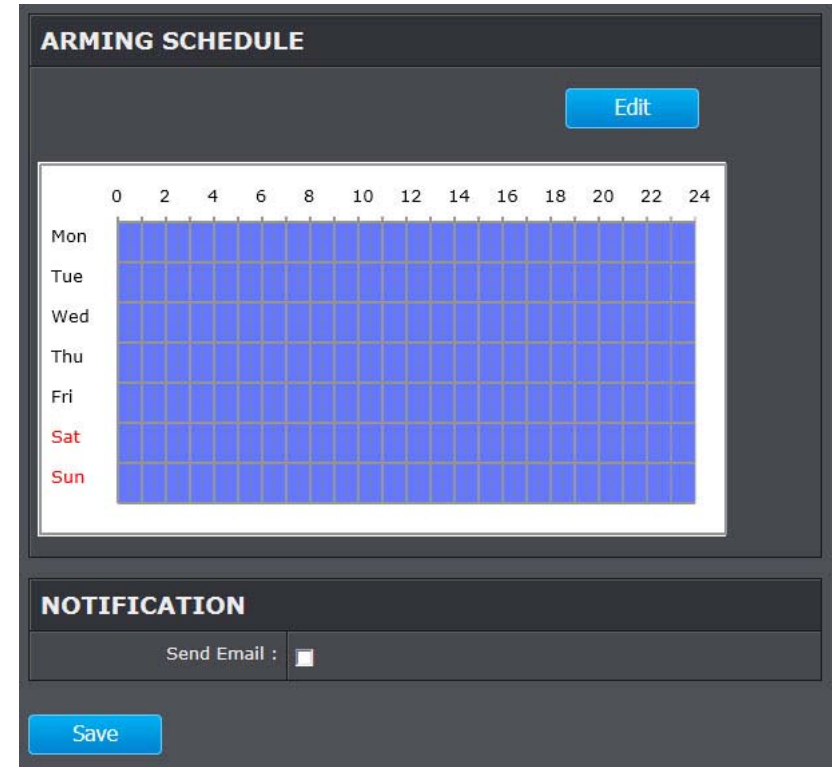 ARMING SCHEDULE
Edit
0 2 4 6 8 10 12 14 16 18 20 22 24
Mon
Tue
Wed
Thu
Fri
Sat
Sun
NOTIFICATION
Send Email :
Save